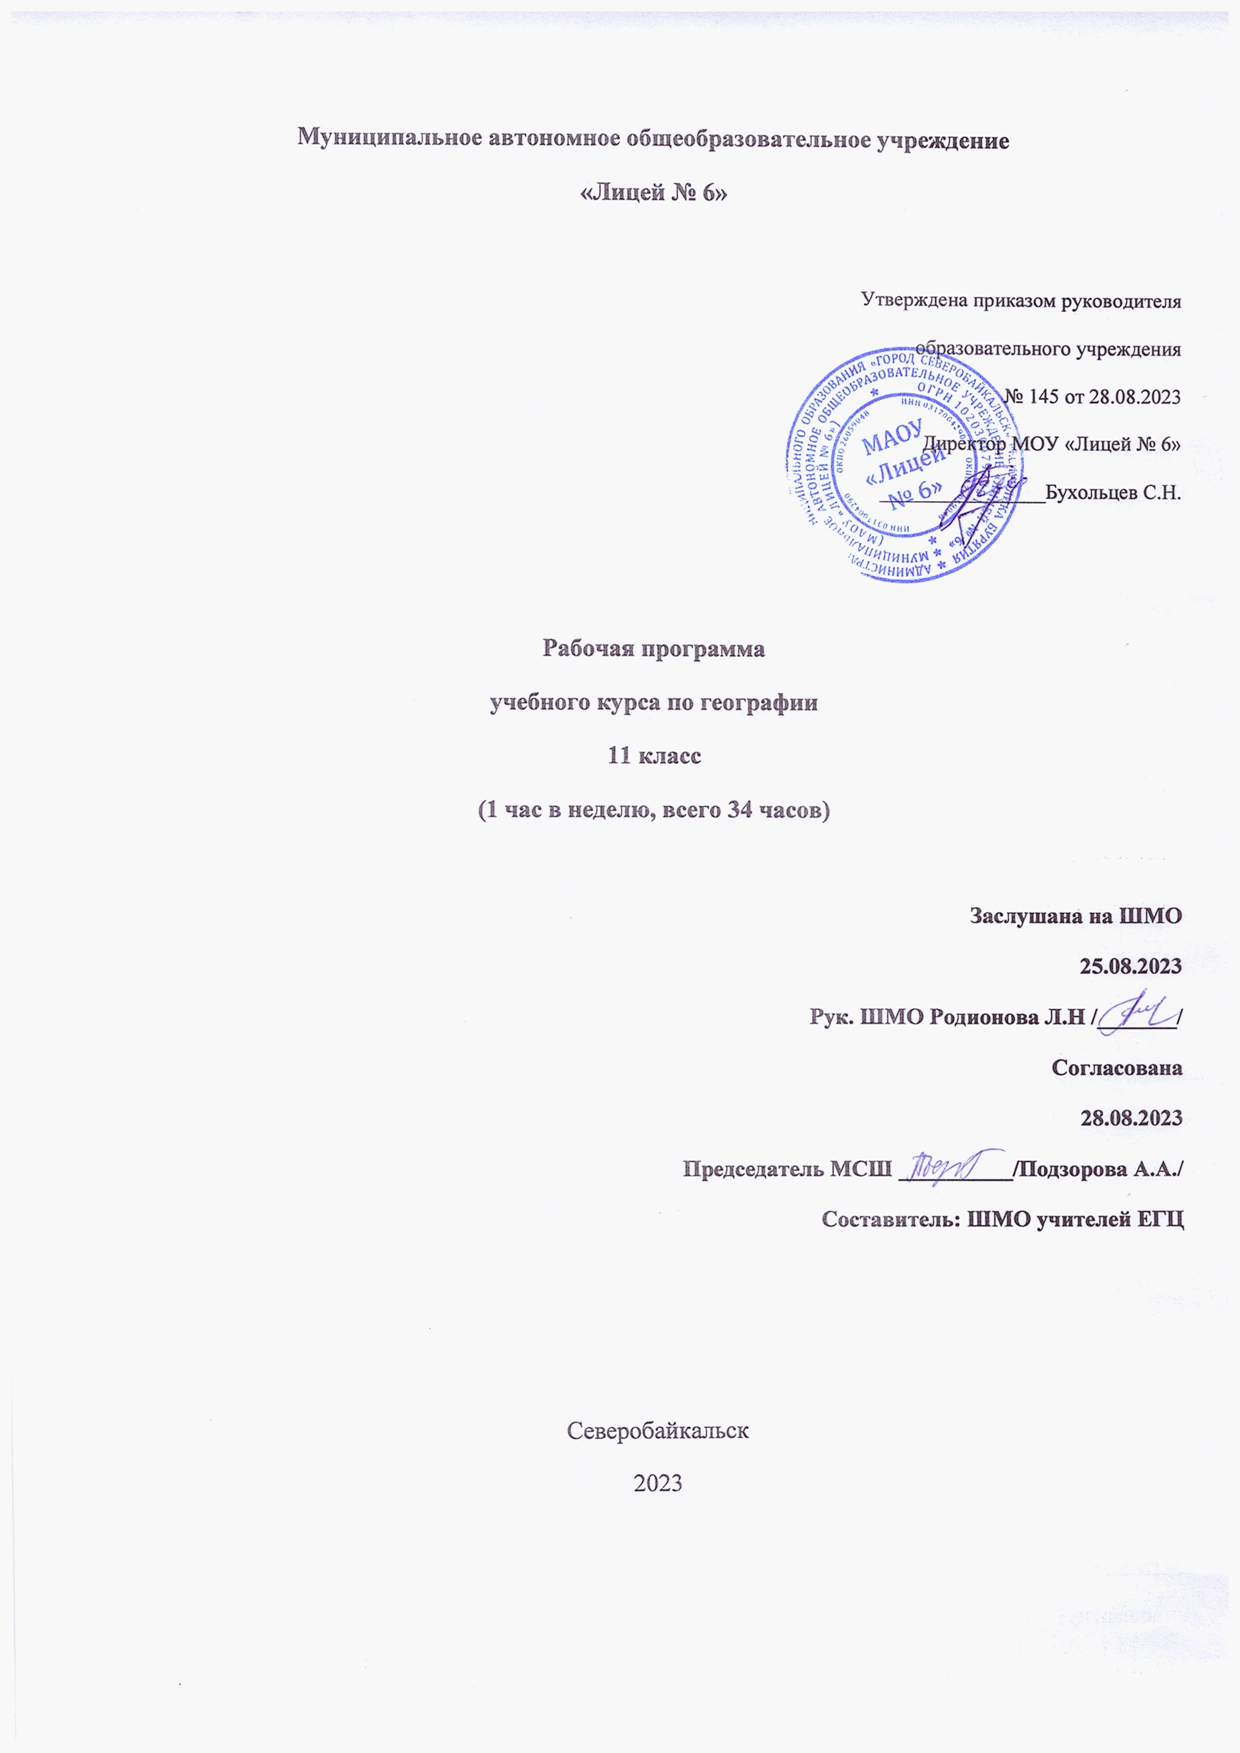 Муниципальное автономное общеобразовательное учреждение
«Лицей № 6»
Утверждена приказом руководителя
образовательного учреждения
№ 145 от 28.08.2023
Директор МОУ «Лицей № 6»
Бухольцев С.Н.
МАОУ
«Лицей
№ 6»
Рабочая программа
учебного курса по географии
11 класс
(1 час в неделю, всего 34 часов)
Заслушана на ШМО
25.08.2023
Рук. ШМО Родионова Л.Н /_______/
Согласована
28.08.2023
Председатель МСШ __________/Подзорова А.А./
Составитель: ШМО учителей ЕГЦ
Северобайкальск
2023